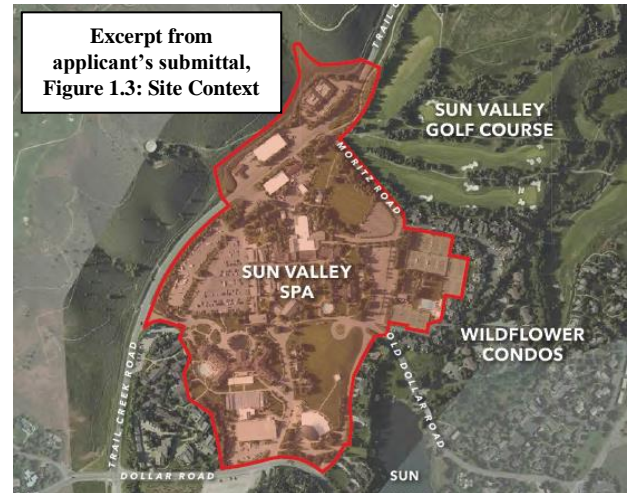 Excerpt from
applicant's submittal,
Figure 1.3: Site Context
TRAIL C
SUN VALLEY
GOLF COURSE
MORITZ ROAD
SUN VALLEY
SPA
WILDFLOWER
CONDOS
OLD DOLLAR ROAD
TRAIL CREEK ROAD
DOLLAR ROAD
SUN